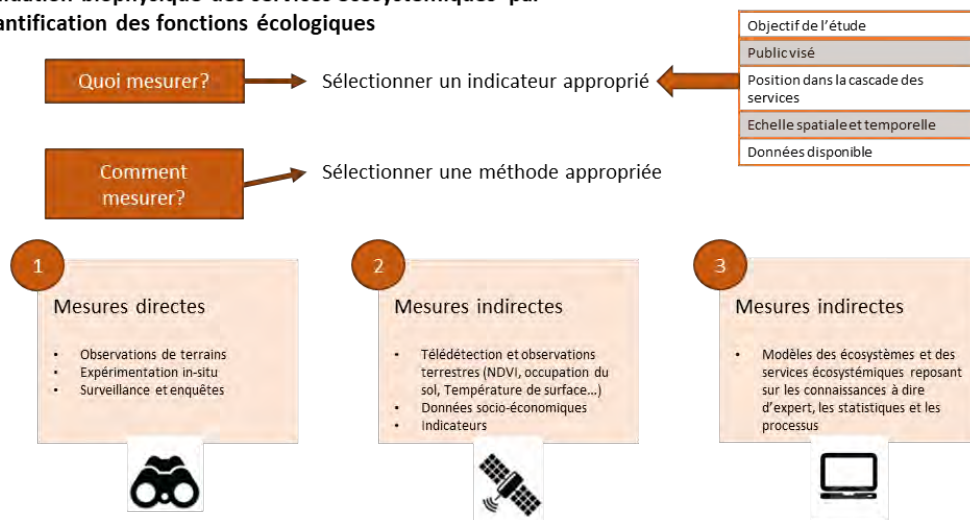 antification des fonctions écologiques
Quoi mesurer?
Sélectionner un indicateur approprié
Objectif de l'étude
Public visé
Position dans la cascade des
services
Echelle spatiale et temporelle
Données disponible
Comment
mesurer?
Sélectionner une méthode appropriée
1
Mesures directes
• Observations de terrains
• Expérimentation in-situ
• Surveillance et enquêtes
2
Mesures indirectes
• Télédétection et observations
terrestres (NDVI, occupation du
sol, Température de surface...)
• Données socio-économiques
• Indicateurs
3
Mesures indirectes
• Modèles des écosystèmes et des
services écosystémiques reposant
sur les connaissances à dire
d'expert, les statistiques et les
processus